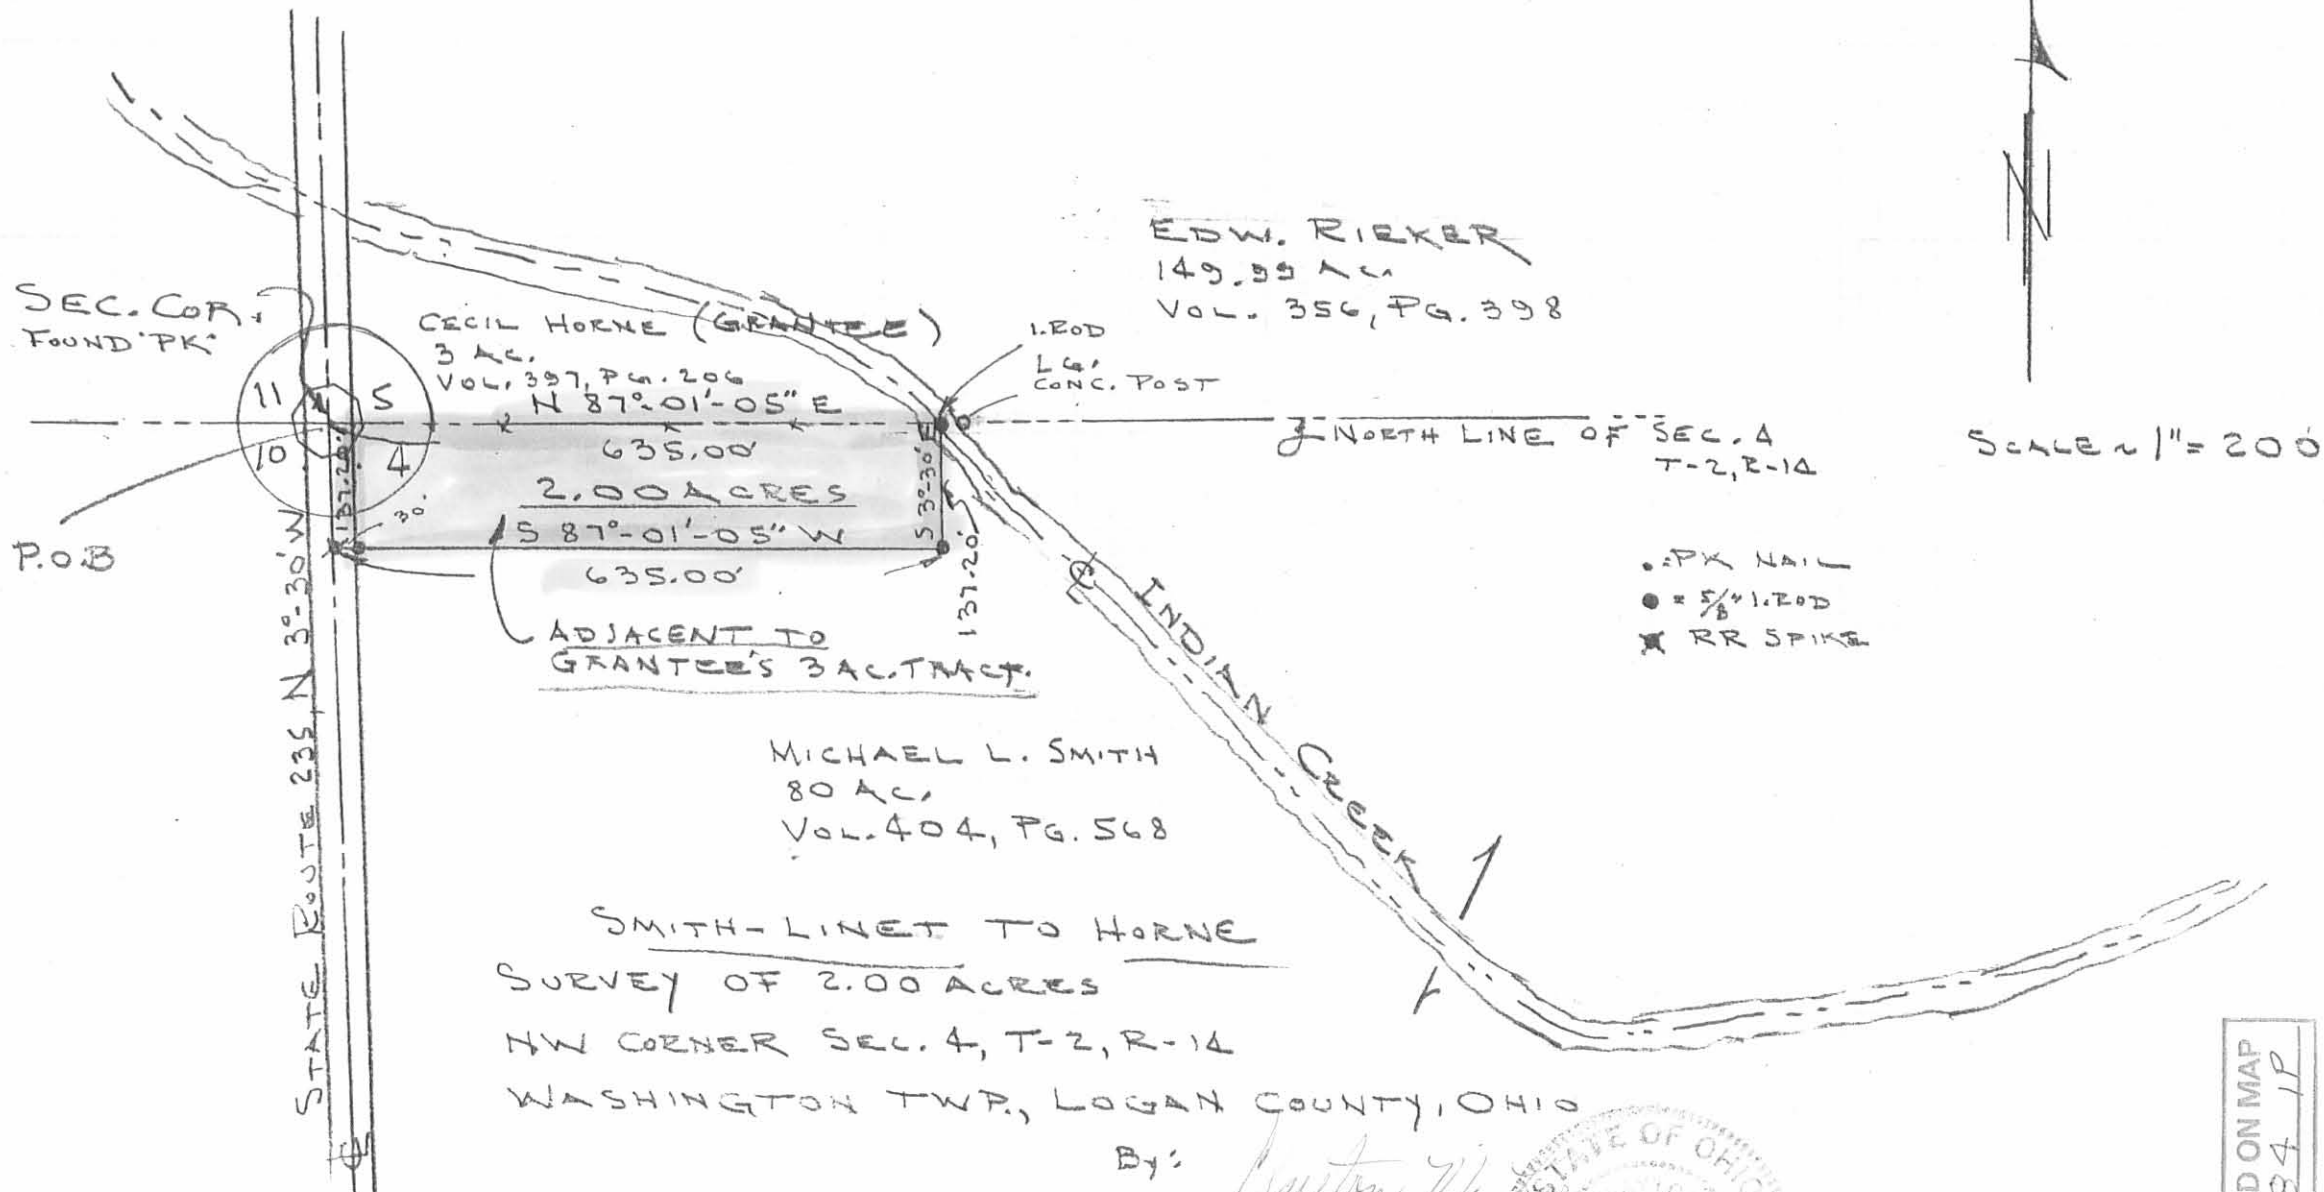 EDW. RIEKER
149.99 AC.
VOL. 356, PG. 398
N
SEC. COR.
FOUND "PK"
CECIL HORNE (GRANTEE)
3 AC.
VOL. 397, PG. 206
I.ROD
LG.
CONC. POST
11
5
10
4
N 87°-01'-05" E
635.00'
137.20'
30'
2.00 ACRES
S 87°-01'-05" W
635.00'
S 3°-30' E
137.20'
NORTH LINE OF SEC. 4
T-2, R-14
SCALE ~ 1" = 200'
P.O.B
• = PK NAIL
● = 5/8" I.ROD
RR SPIKE
ADJACENT TO
GRANTEE'S 3 AC. TRACT.
STATE ROUTE 235, N 3°-30' W
INDIAN CREEK
MICHAEL L. SMITH
80 AC.
VOL. 404, PG. 568
SMITH-LINET TO HORNE
SURVEY OF 2.00 ACRES
NW CORNER SEC. 4, T-2, R-14
WASHINGTON TWP., LOGAN COUNTY, OHIO
BY:
STATE OF OHIO
D ON MAP